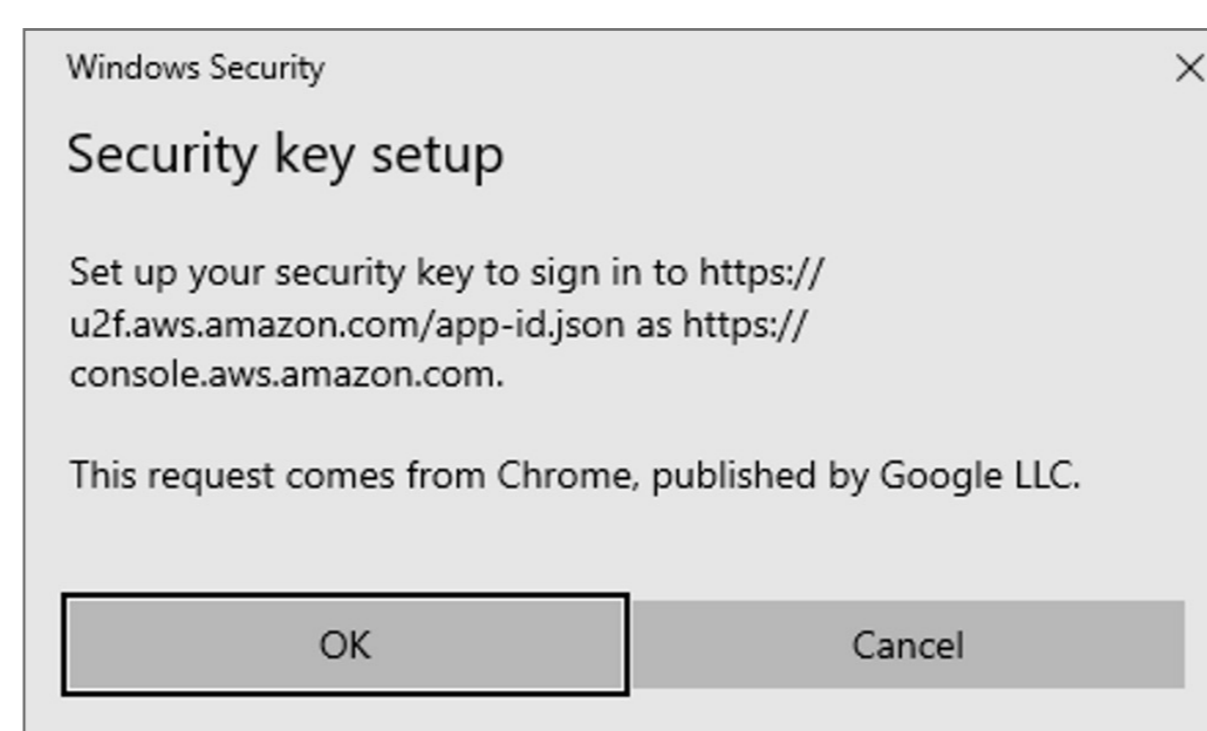 Windows Security
Security key setup
Set up your security key to sign in to https://
u2f.aws.amazon.com/app-id.json as https://
console.aws.amazon.com.
This request comes from Chrome, published by Google LLC.
OK
Cancel